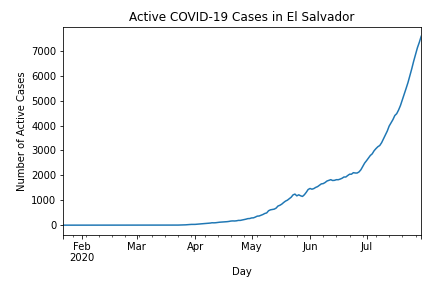 Active COVID-19 Cases in El Salvador
Number of Active Cases
7000
6000
5000
4000
3000
2000
1000
0
Feb Mar Apr May Jun Jul
2020
Day